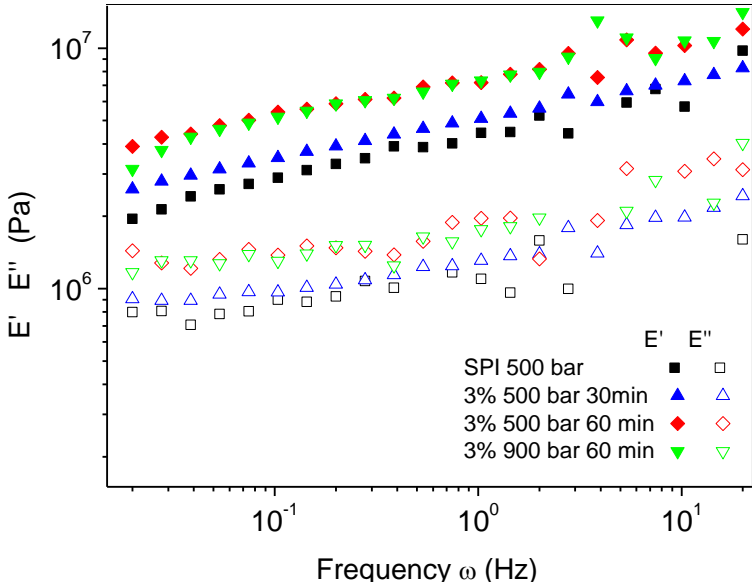 10⁷
10⁶
E' E" (Pa)
E' E"
SPI 500 bar
3% 500 bar 30min
3% 500 bar 60 min
3% 900 bar 60 min
10⁻¹ 10⁰ 10¹
Frequency ω (Hz)